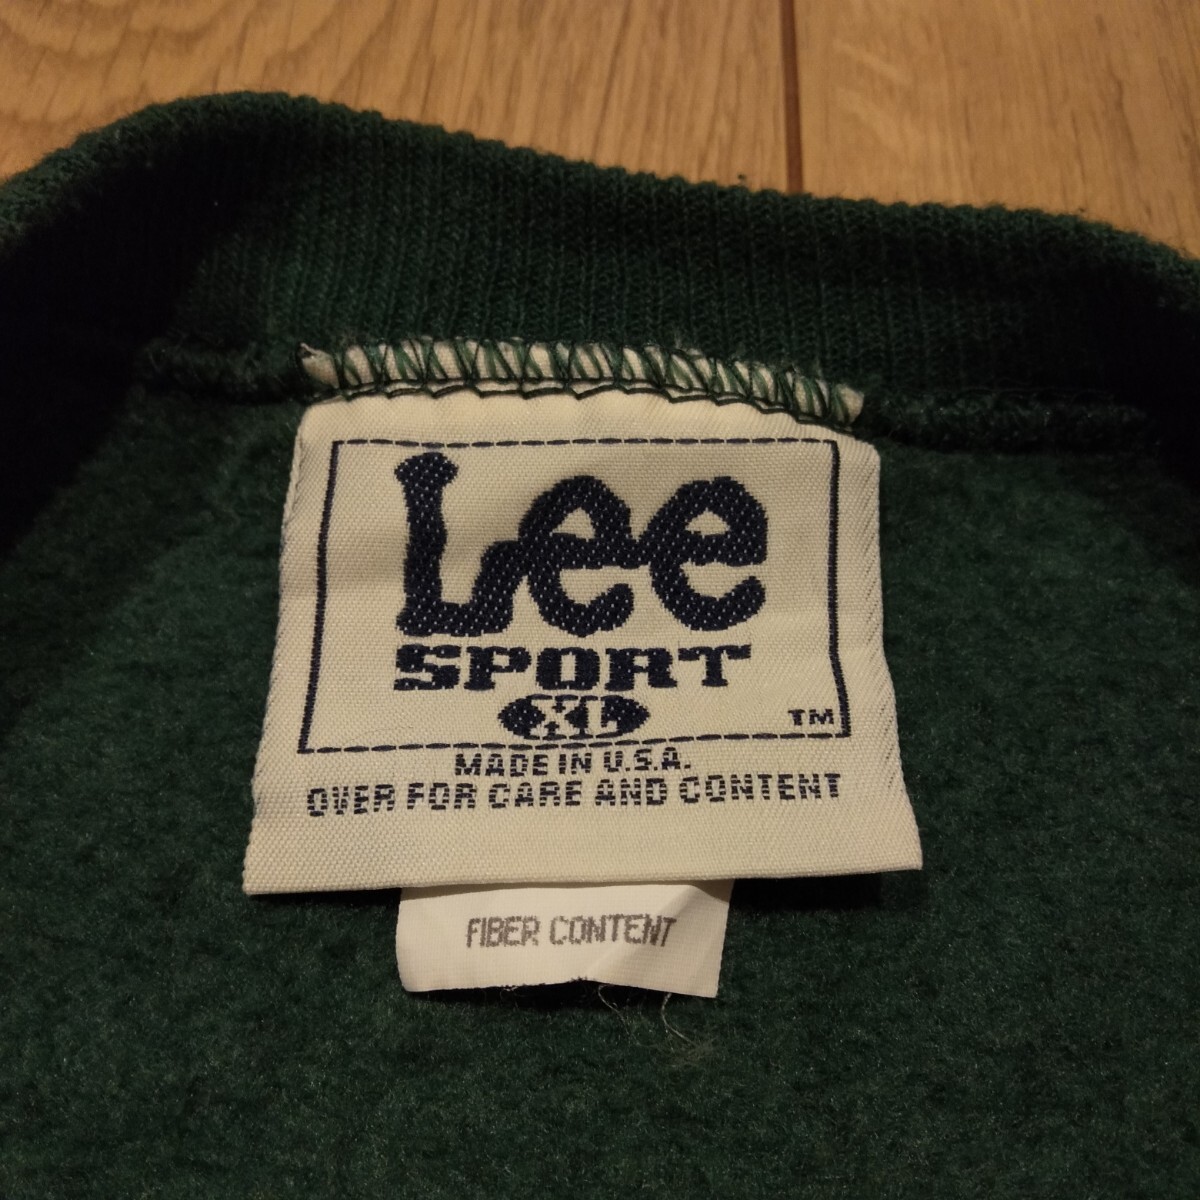 Lee
SPORT
XL
TM
MADE IN U.S.A.
OVER FOR CARE AND CONTENT
FIBER CONTENT